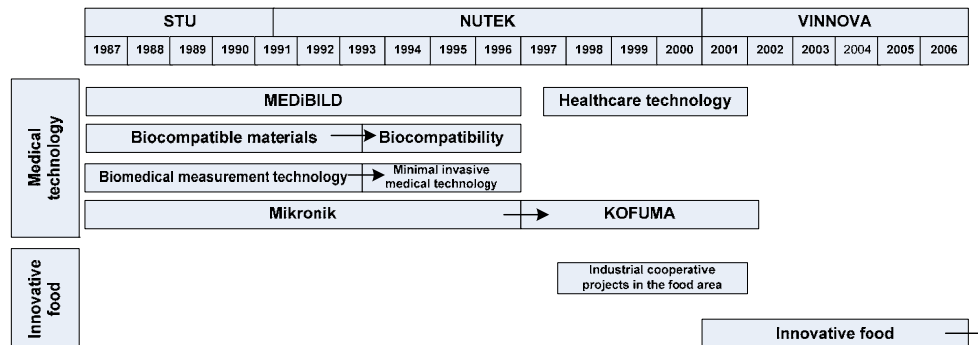 STU NUTEK VINNOVA
1987 1988 1989 1990 1991 1992 1993 1994 1995 1996 1997 1998 1999 2000 2001 2002 2003 2004 2005 2006
Medical
technology
MEDiBILD Healthcare technology
Biocompatible materials Biocompatibility
Biomedical measurement technology Minimal invasive
medical technology
Mikronik KOFUMA
Innovative
food
Industrial cooperative
projects in the food area
Innovative food